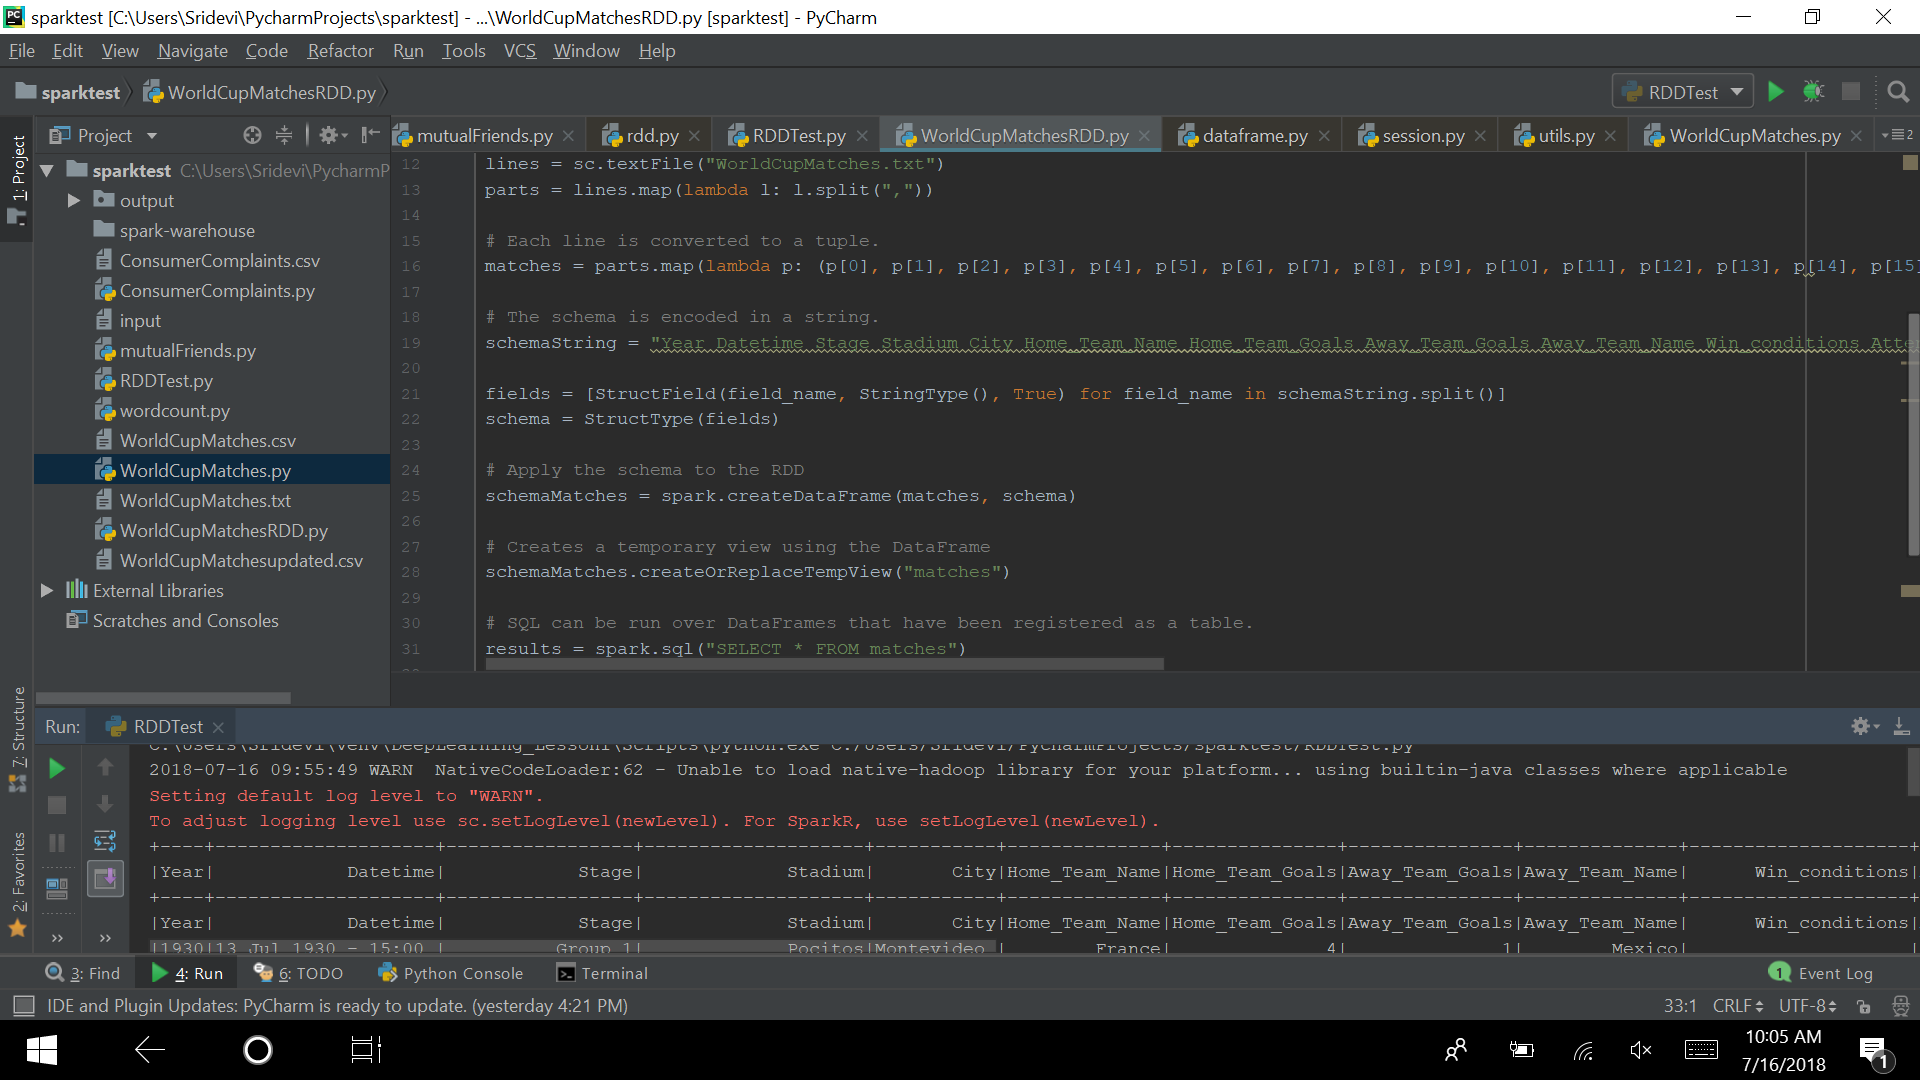 sparktest [C:\Users\Sridevi\PycharmProjects\sparktest] - ...\WorldCupMatchesRDD.py [sparktest] - PyCharm
File Edit View Navigate Code Refactor Run Tools VCS Window Help
sparktest WorldCupMatchesRDD.py RDDTest
Project mutualFriends.py rdd.py RDDTest.py WorldCupMatchesRDD.py dataframe.py session.py utils.py WorldCupMatches.py 2
1: Project
7: Structure
2: Favorites
sparktest C:\Users\Sridevi\PycharmP
output
spark-warehouse
ConsumerComplaints.csv
ConsumerComplaints.py
input
mutualFriends.py
RDDTest.py
wordcount.py
WorldCupMatches.csv
WorldCupMatches.py
WorldCupMatches.txt
WorldCupMatchesRDD.py
WorldCupMatchesupdated.csv
External Libraries
Scratches and Consoles
12 lines = sc.textFile("WorldCupMatches.txt")
13 parts = lines.map(lambda l: l.split(","))
14
15 # Each line is converted to a tuple.
16 matches = parts.map(lambda p: (p[0], p[1], p[2], p[3], p[4], p[5], p[6], p[7], p[8], p[9], p[10], p[11], p[12], p[13], p[14], p[15]
17
18 # The schema is encoded in a string.
19 schemaString = "Year Datetime Stage Stadium City Home_Team_Name Home_Team_Goals Away_Team_Goals Away_Team_Name Win_conditions Atte
20
21 fields = [StructField(field_name, StringType(), True) for field_name in schemaString.split()]
22 schema = StructType(fields)
23
24 # Apply the schema to the RDD
25 schemaMatches = spark.createDataFrame(matches, schema)
26
27 # Creates a temporary view using the DataFrame
28 schemaMatches.createOrReplaceTempView("matches")
29
30 # SQL can be run over DataFrames that have been registered as a table.
31 results = spark.sql("SELECT * FROM matches")
Run: RDDTest
C:\Users\Sridevi\venv\DeepLearning_Lesson1\Scripts\python.exe C:/Users/Sridevi/PycharmProjects/sparktest/RDDTest.py
2018-07-16 09:55:49 WARN  NativeCodeLoader:62 - Unable to load native-hadoop library for your platform... using builtin-java classes where applicable
Setting default log level to "WARN".
To adjust logging level use sc.setLogLevel(newLevel). For SparkR, use setLogLevel(newLevel).
+----+--------------------+-----------------+--------------------+-----------+--------------+---------------+---------------+--------------+--------------------+
|Year|            Datetime|            Stage|             Stadium|       City|Home_Team_Name|Home_Team_Goals|Away_Team_Goals|Away_Team_Name|      Win_conditions|
+----+--------------------+-----------------+--------------------+-----------+--------------+---------------+---------------+--------------+--------------------+
|Year|            Datetime|            Stage|             Stadium|       City|Home_Team_Name|Home_Team_Goals|Away_Team_Goals|Away_Team_Name|      Win_conditions|
|1930|13 Jul 1930 - 15:00 |          Group 1|             Pocitos|Montevideo |        France|              4|              1|        Mexico|                    |
3: Find 4: Run 6: TODO Python Console Terminal 1 Event Log
IDE and Plugin Updates: PyCharm is ready to update. (yesterday 4:21 PM) 33:1 CRLF UTF-8
10:05 AM
7/16/2018
1